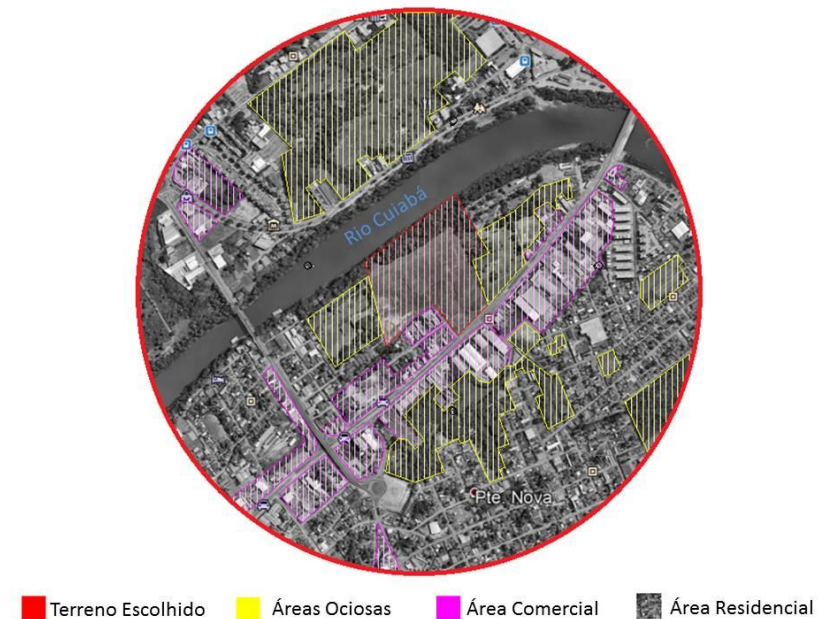 Rio Cuiabá
Pte. Nova
Terreno Escolhido
Áreas Ociosas
Área Comercial
Área Residencial